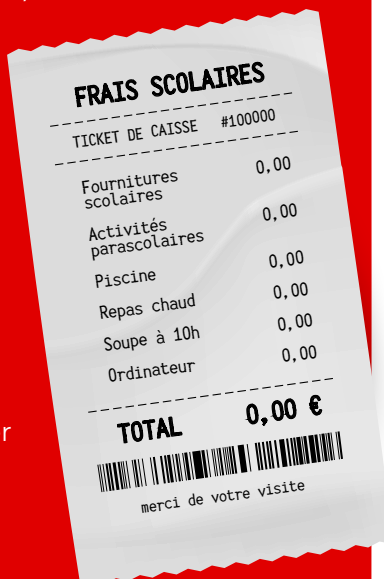 FRAIS SCOLAIRES
TICKET DE CAISSE #100000
Fournitures
scolaires 0,00
Activités
parascolaires 0,00
Piscine 0,00
Repas chaud 0,00
Soupe à 10h 0,00
Ordinateur 0,00
TOTAL 0,00 €
r
merci de votre visite